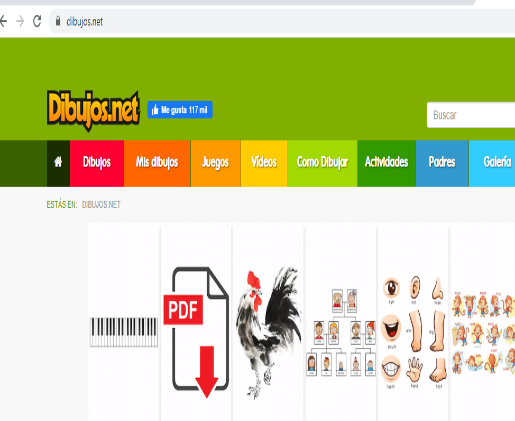 dibujos.net
Dibujos.net
Me gusta 117 mil
Buscar
Dibujos
Mis dibujos
Juegos
Vídeos
Como Dibujar
Actividades
Padres
Galería
ESTÁS EN: DIBUJOS.NET
PDF